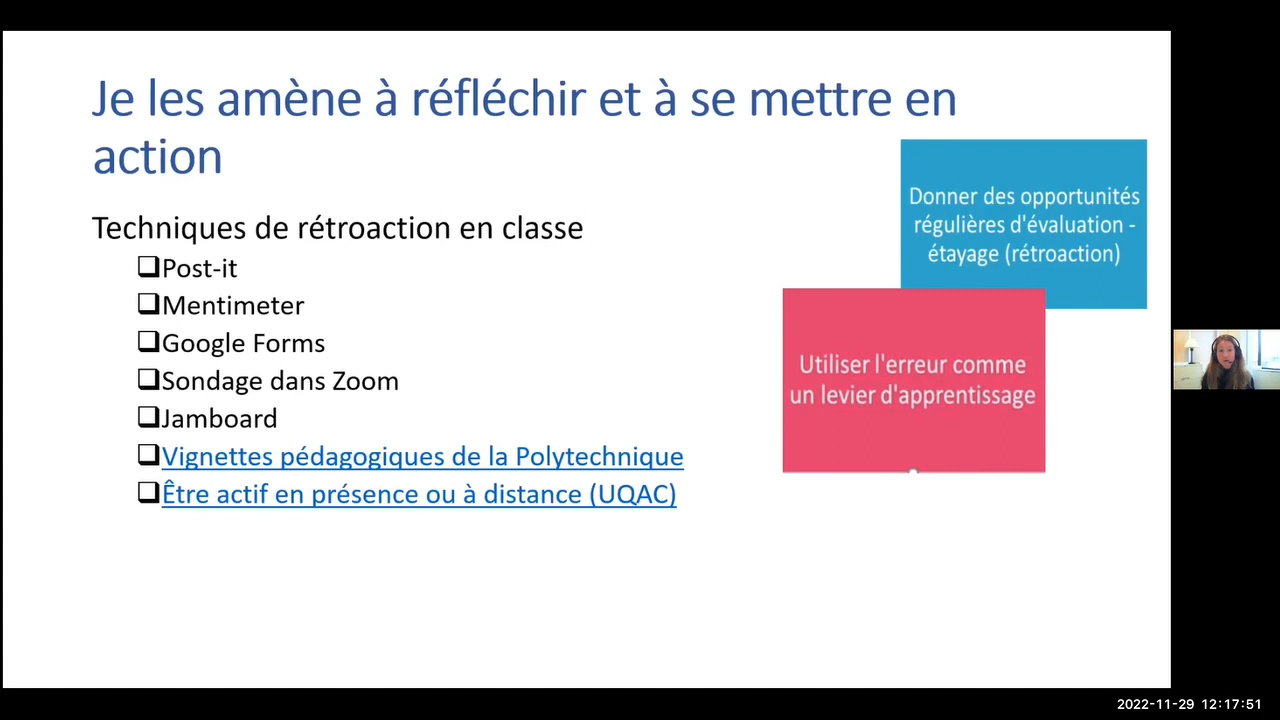 Je les amène à réfléchir et à se mettre en
action
Techniques de rétroaction en classe
❑Post-it
❑Mentimeter
❑Google Forms
❑Sondage dans Zoom
❑Jamboard
❑Vignettes pédagogiques de la Polytechnique
❑Être actif en présence ou à distance (UQAC)
Donner des opportunités
régulières d'évaluation -
étayage (rétroaction)
Utiliser l'erreur comme
un levier d'apprentissage
2022-11-29 12:17:51